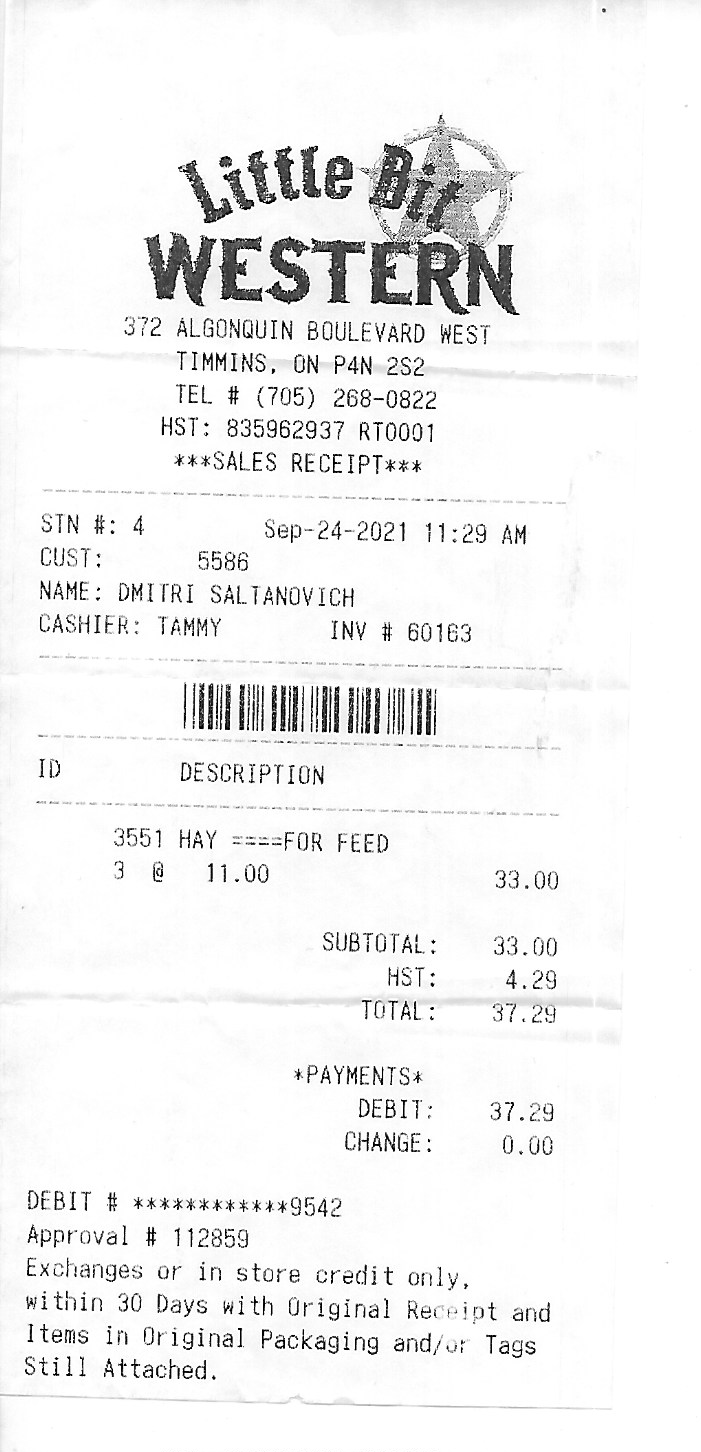 Little Bit
WESTERN
372 ALGONQUIN BOULEVARD WEST
TIMMINS, ON P4N 2S2
TEL # (705) 268-0822
HST: 835962937 RT0001
***SALES RECEIPT***
STN #: 4 Sep-24-2021 11:29 AM
CUST: 5586
NAME: DMITRI SALTANOVICH
CASHIER: TAMMY INV # 60163
ID DESCRIPTION
3551 HAY ====FOR FEED
3 @ 11.00 33.00
SUBTOTAL: 33.00
HST: 4.29
TOTAL: 37.29
*PAYMENTS*
DEBIT: 37.29
CHANGE: 0.00
DEBIT # ************9542
Approval # 112859
Exchanges or in store credit only,
within 30 Days with Original Receipt and
Items in Original Packaging and/or Tags
Still Attached.